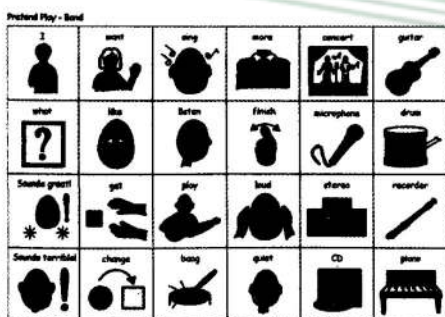 Pretend Play - Band
I want sing more concert guitar
what like listen finish microphone drum
?
Sounds great! get play loud stereo recorder
Sounds terrible! change bang quiet CD piano